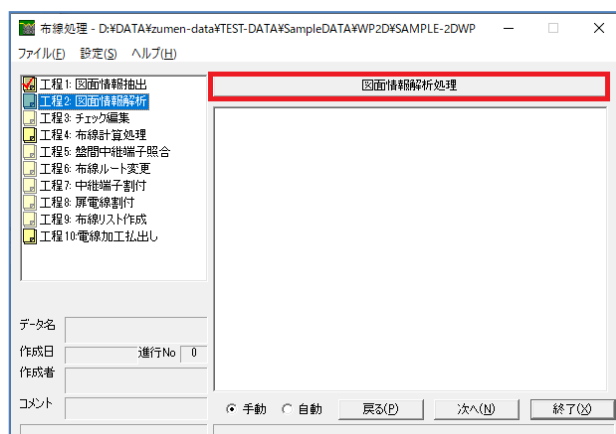 布線処理 - D:¥DATA¥zumen-data¥TEST-DATA¥SampleDATA¥WP2D¥SAMPLE-2DWP
ファイル(F) 設定(S) ヘルプ(H)
工程1: 図面情報抽出
工程2: 図面情報解析
工程3: チェック編集
工程4: 布線計算処理
工程5: 盤間中継端子照合
工程6: 布線ルート変更
工程7: 中継端子割付
工程8: 扉電線割付
工程9: 布線リスト作成
工程10:電線加工払出し
図面情報解析処理
データ名
作成日 進行No 0
作成者
コメント
手動 自動 戻る(P) 次へ(N) 終了(X)